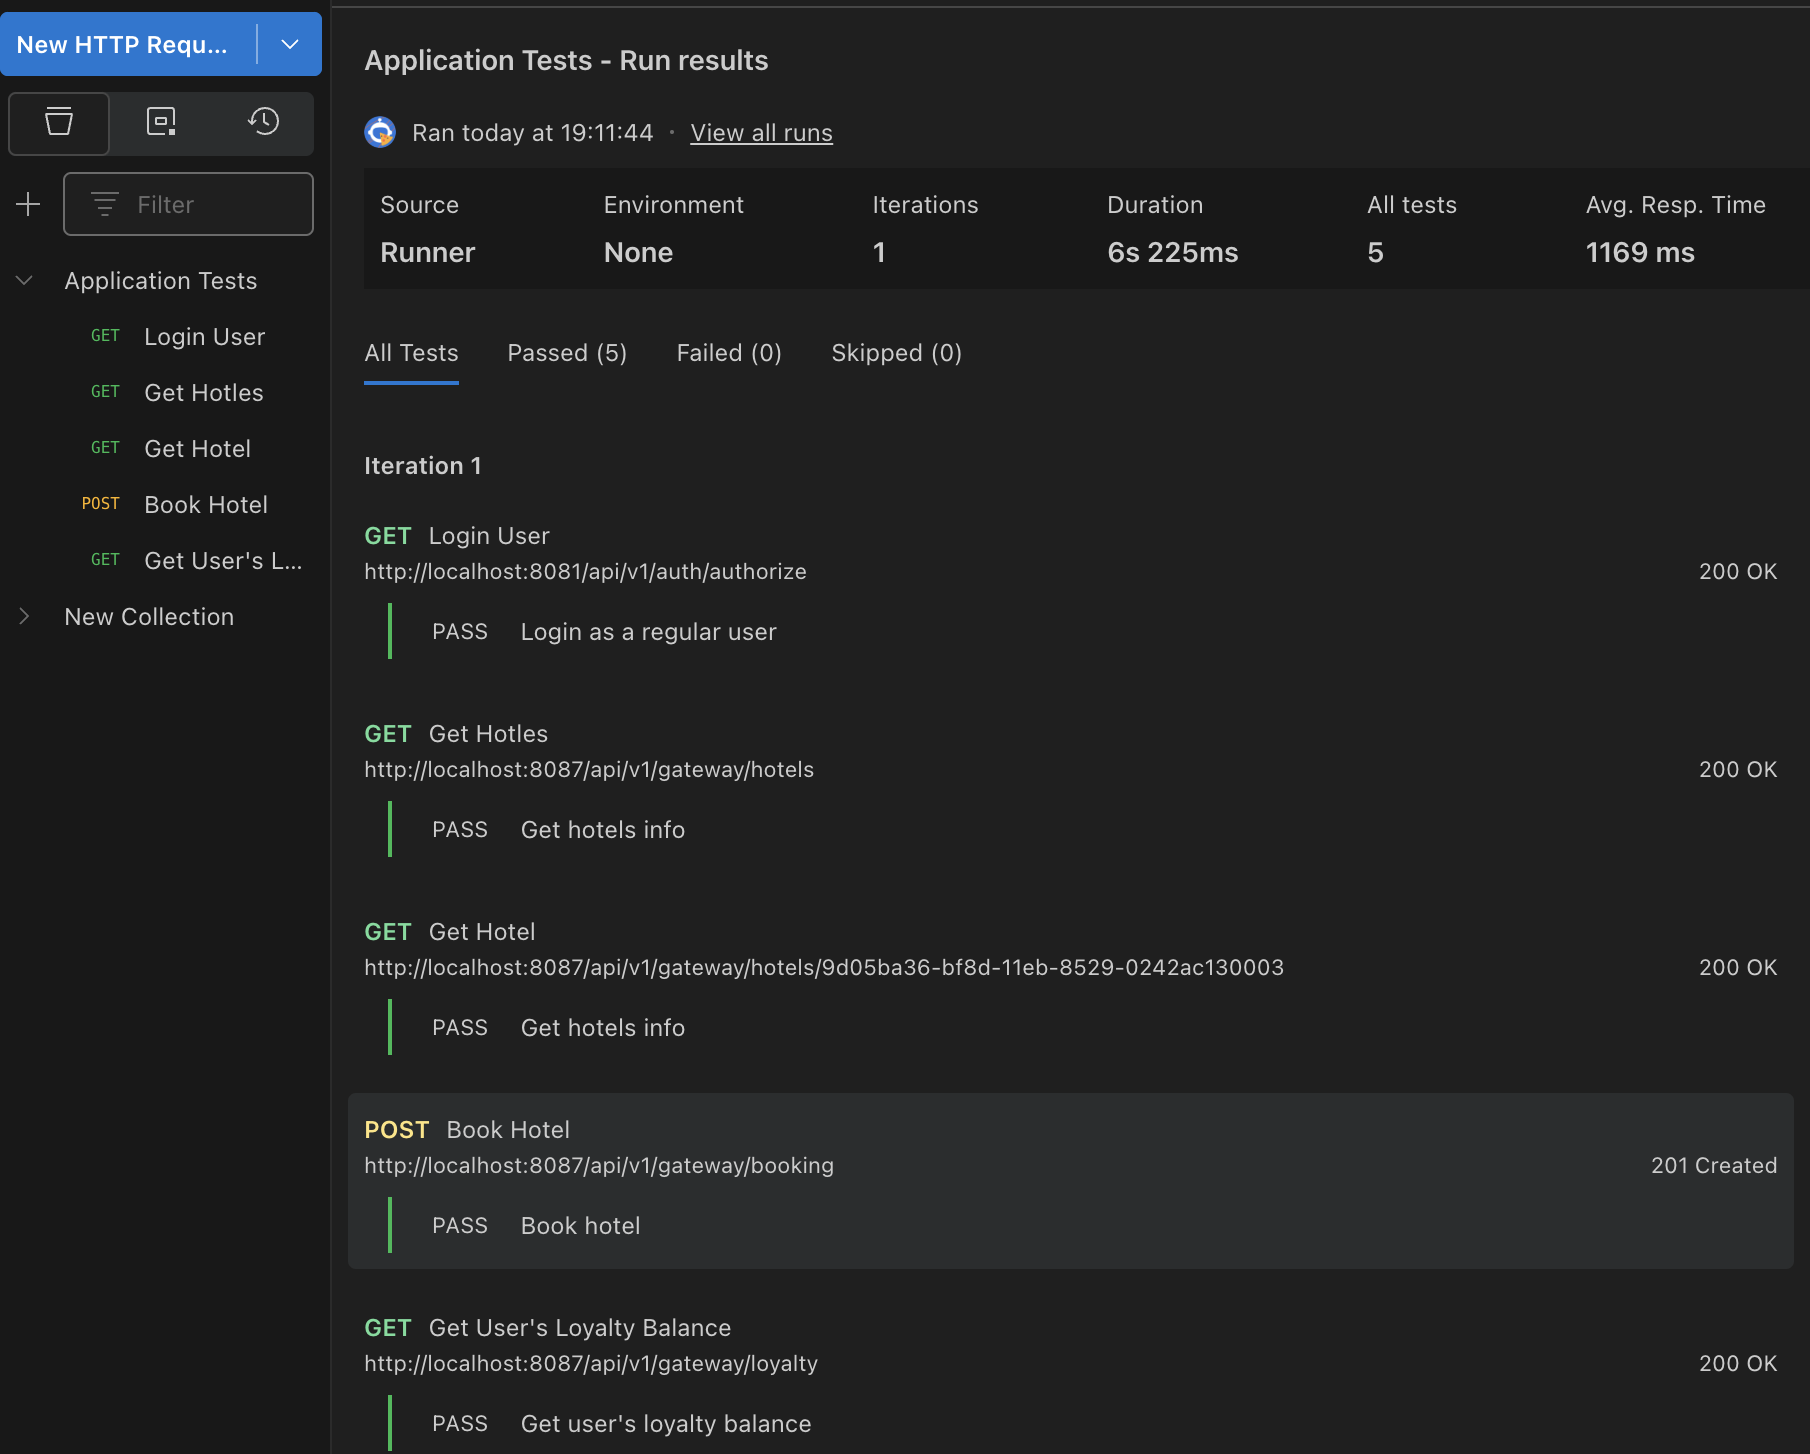 New HTTP Requ...
Filter
Application Tests
GET Login User
GET Get Hotles
GET Get Hotel
POST Book Hotel
GET Get User's L...
New Collection
Application Tests - Run results
Ran today at 19:11:44 · View all runs
Source Environment Iterations Duration All tests Avg. Resp. Time
Runner None 1 6s 225ms 5 1169 ms
All Tests Passed (5) Failed (0) Skipped (0)
Iteration 1
GET Login User
http://localhost:8081/api/v1/auth/authorize 200 OK
PASS Login as a regular user
GET Get Hotles
http://localhost:8087/api/v1/gateway/hotels 200 OK
PASS Get hotels info
GET Get Hotel
http://localhost:8087/api/v1/gateway/hotels/9d05ba36-bf8d-11eb-8529-0242ac130003 200 OK
PASS Get hotels info
POST Book Hotel
http://localhost:8087/api/v1/gateway/booking 201 Created
PASS Book hotel
GET Get User's Loyalty Balance
http://localhost:8087/api/v1/gateway/loyalty 200 OK
PASS Get user's loyalty balance